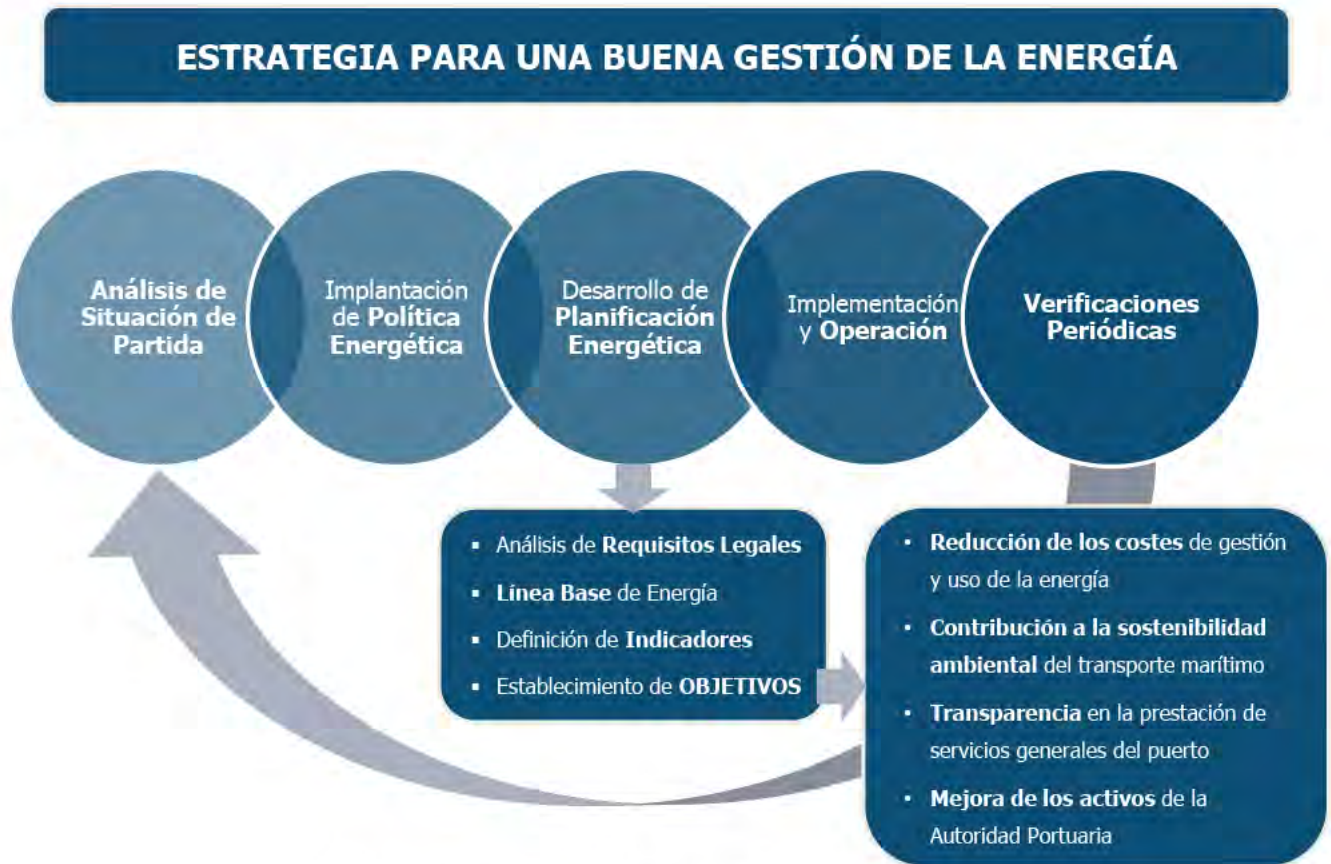 ESTRATEGIA PARA UNA BUENA GESTIÓN DE LA ENERGÍA
Análisis de
Situación de
Partida
Implantación
de Política
Energética
Desarrollo de
Planificación
Energética
Implementación
y Operación
Verificaciones
Periódicas
▪ Análisis de Requisitos Legales
▪ Línea Base de Energía
▪ Definición de Indicadores
▪ Establecimiento de OBJETIVOS
• Reducción de los costes de gestión
y uso de la energía
• Contribución a la sostenibilidad
ambiental del transporte marítimo
• Transparencia en la prestación de
servicios generales del puerto
• Mejora de los activos de la
Autoridad Portuaria